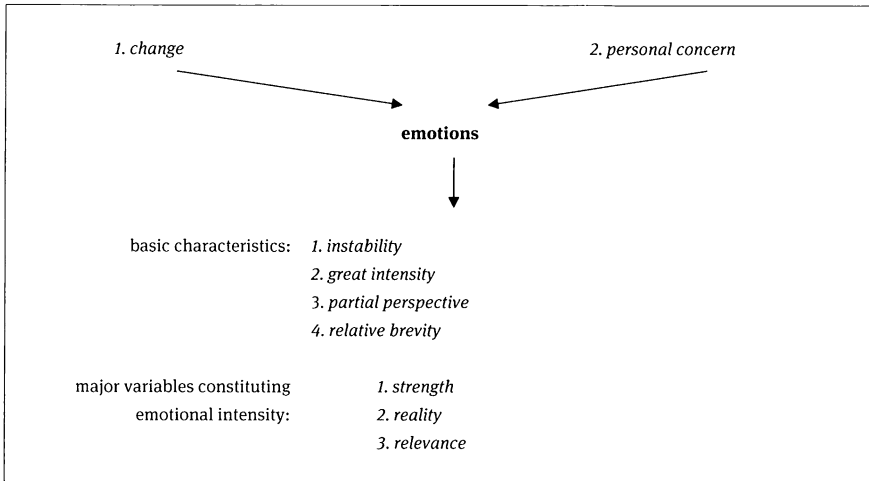 1. change 2. personal concern
emotions
basic characteristics: 1. instability
2. great intensity
3. partial perspective
4. relative brevity
major variables constituting 1. strength
emotional intensity: 2. reality
3. relevance